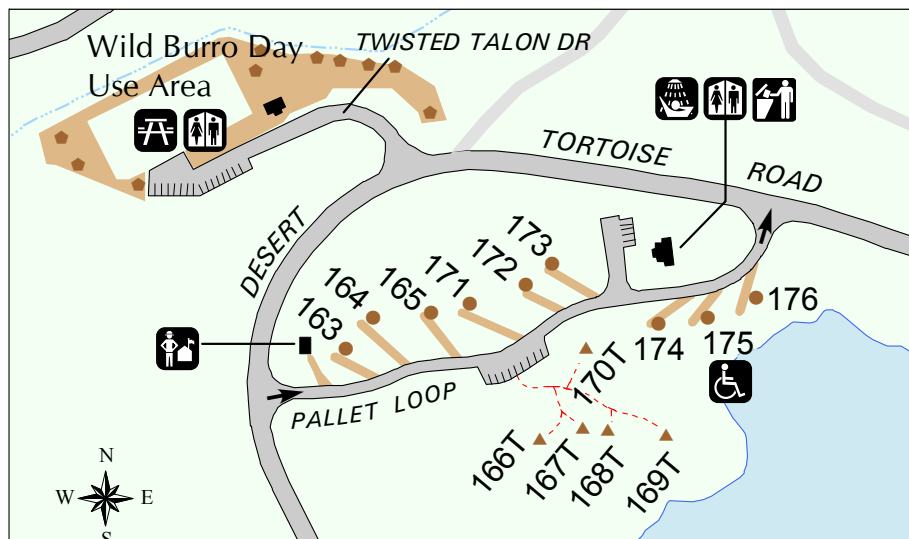 Wild Burro Day
Use Area
TWISTED TALON DR
TORTOISE
ROAD
DESERT
173
172
171
165
164
163
176
175
174
170T
PALLET LOOP
166T
167T
168T
169T
N
W
E
S